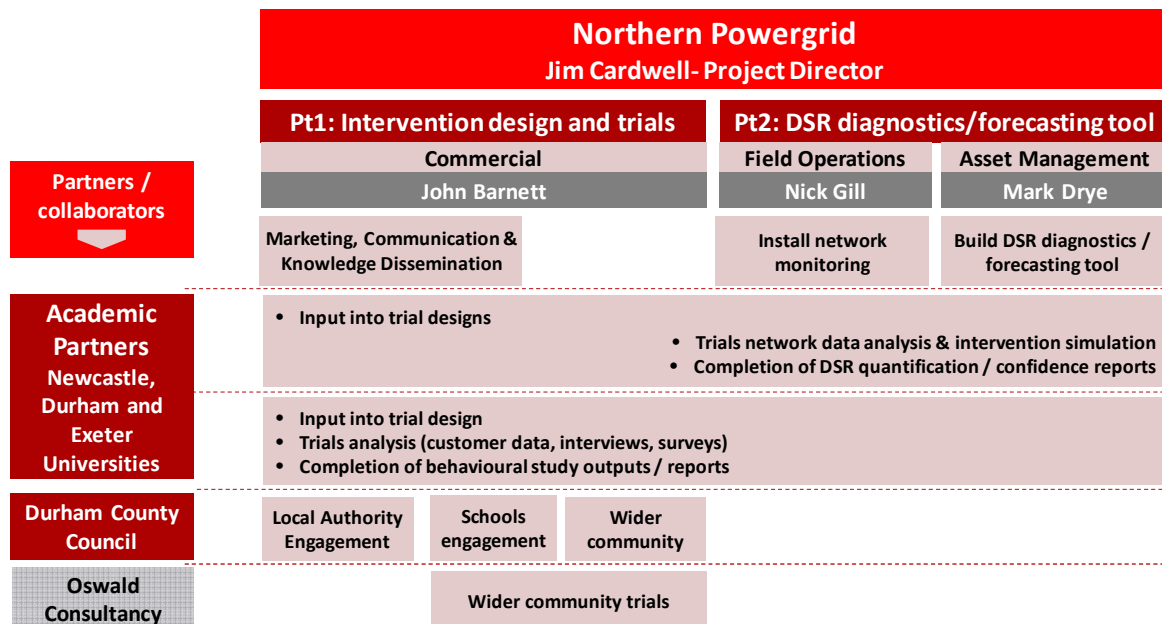 Northern Powergrid
Jim Cardwell- Project Director
Pt1: Intervention design and trials
Pt2: DSR diagnostics/forecasting tool
Commercial
Field Operations
Asset Management
John Barnett
Nick Gill
Mark Drye
Partners /
collaborators
Marketing, Communication &
Knowledge Dissemination
Install network
monitoring
Build DSR diagnostics /
forecasting tool
Academic
Partners
Newcastle,
Durham and
Exeter
Universities
• Input into trial designs
• Trials network data analysis & intervention simulation
• Completion of DSR quantification / confidence reports
• Input into trial design
• Trials analysis (customer data, interviews, surveys)
• Completion of behavioural study outputs / reports
Durham County
Council
Local Authority
Engagement
Schools
engagement
Wider
community
Oswald
Consultancy
Wider community trials